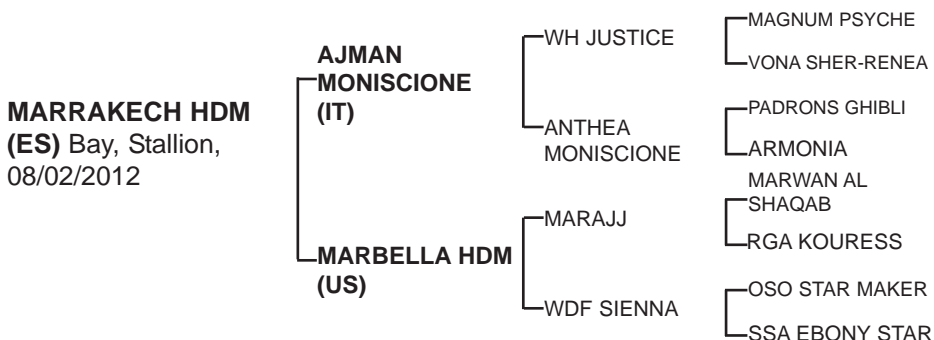 MARRAKECH HDM
(ES) Bay, Stallion,
08/02/2012
AJMAN
MONISCIONE
(IT)
MARBELLA HDM
(US)
WH JUSTICE
ANTHEA
MONISCIONE
MARAJJ
WDF SIENNA
MAGNUM PSYCHE
VONA SHER-RENEA
PADRONS GHIBLI
ARMONIA
MARWAN AL
SHAQAB
RGA KOURESS
OSO STAR MAKER
SSA EBONY STAR